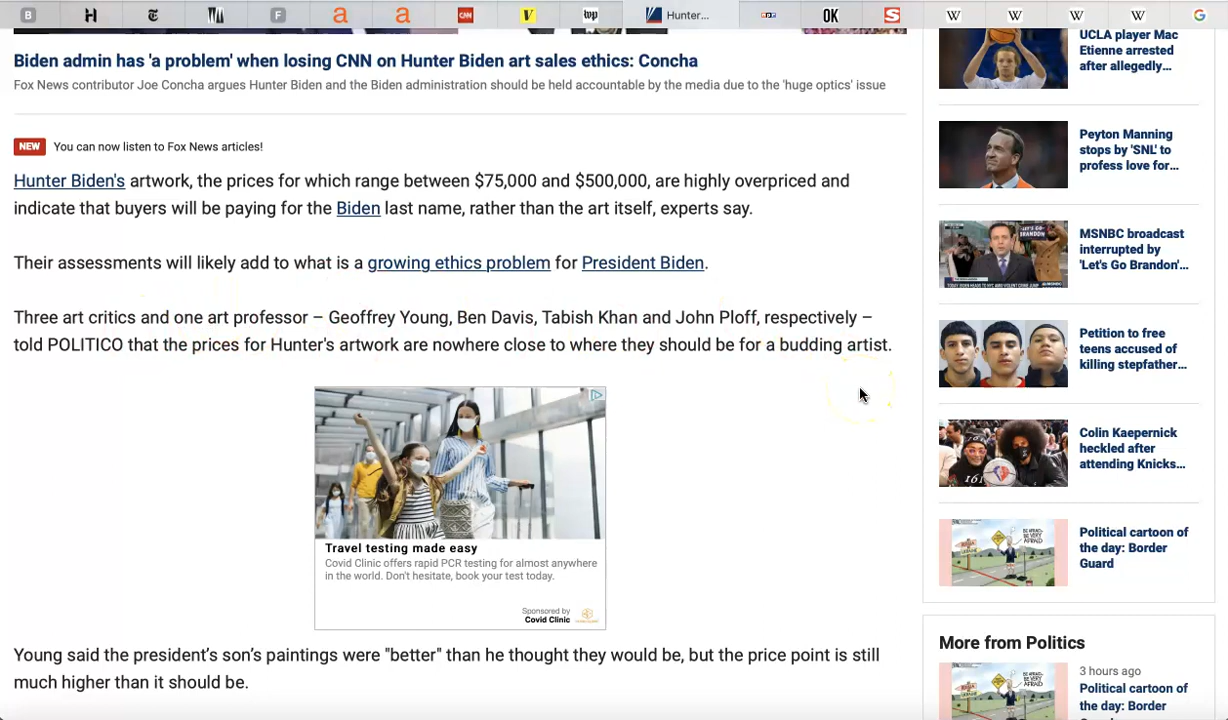 B
H
F
a
a
CNN
V
wp
Hunter...
npr
OK
S
W
W
W
W
G
Biden admin has 'a problem' when losing CNN on Hunter Biden art sales ethics: Concha
Fox News contributor Joe Concha argues Hunter Biden and the Biden administration should be held accountable by the media due to the 'huge optics' issue
NEW You can now listen to Fox News articles!
Hunter Biden's artwork, the prices for which range between $75,000 and $500,000, are highly overpriced and
indicate that buyers will be paying for the Biden last name, rather than the art itself, experts say.
Their assessments will likely add to what is a growing ethics problem for President Biden.
Three art critics and one art professor – Geoffrey Young, Ben Davis, Tabish Khan and John Ploff, respectively –
told POLITICO that the prices for Hunter's artwork are nowhere close to where they should be for a budding artist.
Travel testing made easy
Covid Clinic offers rapid PCR testing for almost anywhere
in the world. Don't hesitate, book your test today.
Sponsored by
Covid Clinic
Young said the president's son's paintings were "better" than he thought they would be, but the price point is still
much higher than it should be.
UCLA player Mac
Etienne arrested
after allegedly...
Peyton Manning
stops by 'SNL' to
profess love for...
MSNBC broadcast
interrupted by
'Let's Go Brandon'...
Petition to free
teens accused of
killing stepfather...
Colin Kaepernick
heckled after
attending Knicks...
Political cartoon of
the day: Border
Guard
More from Politics
3 hours ago
Political cartoon of
the day: Border